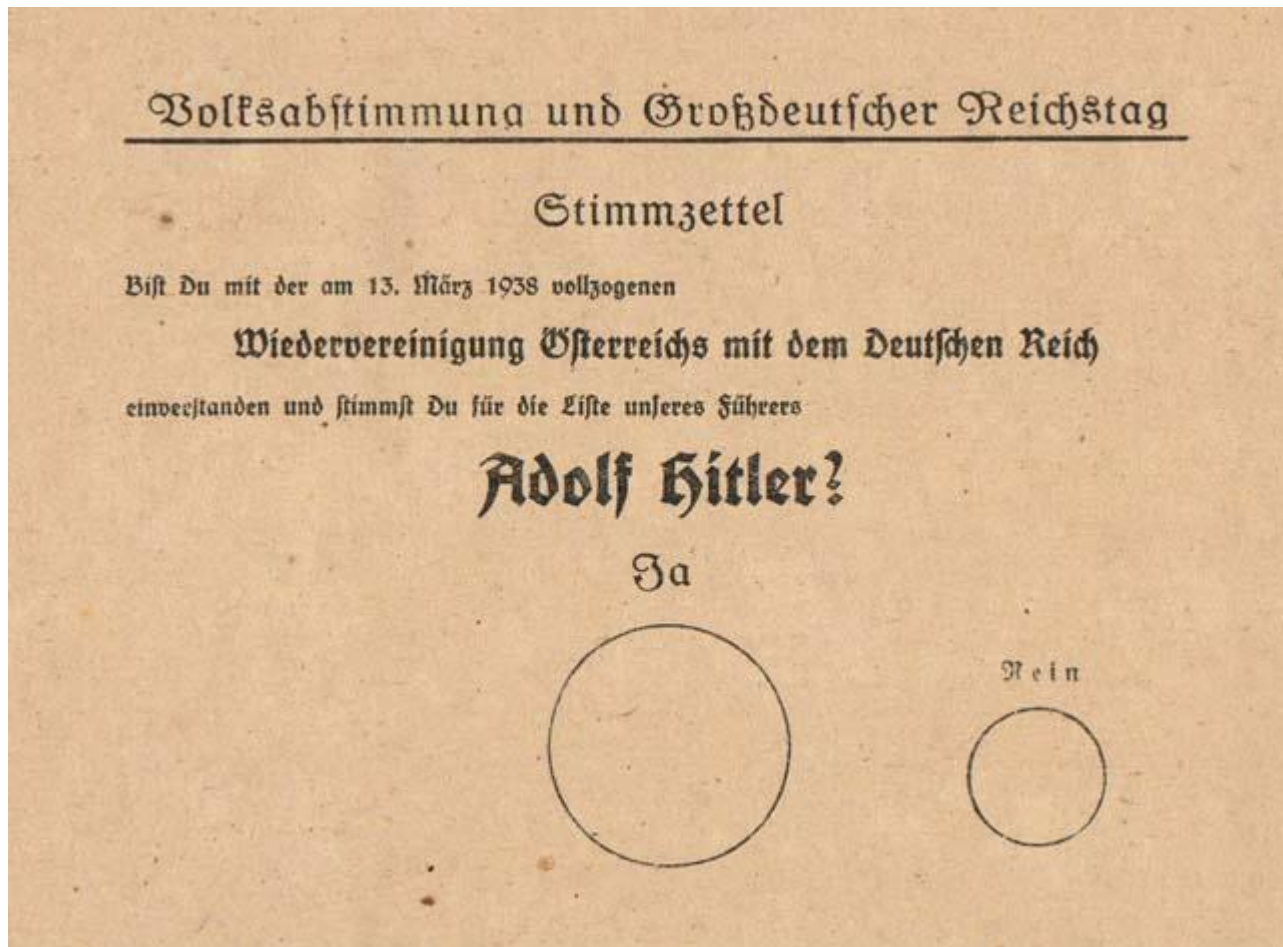 Volksabstimmung und Großdeutscher Reichstag
Stimmzettel
Bist Du mit der am 13. März 1938 vollzogenen
Wiedervereinigung Österreichs mit dem Deutschen Reich
einverstanden und stimmst Du für die Liste unseres Führers
Adolf Hitler?
Ja
Nein